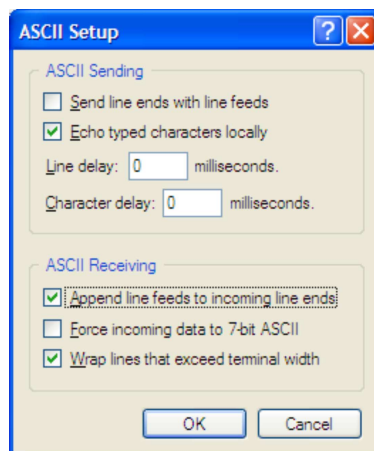 ASCII Setup
ASCII Sending
Send line ends with line feeds
Echo typed characters locally
Line delay: 0 milliseconds.
Character delay: 0 milliseconds.
ASCII Receiving
Append line feeds to incoming line ends
Force incoming data to 7-bit ASCII
Wrap lines that exceed terminal width
OK Cancel